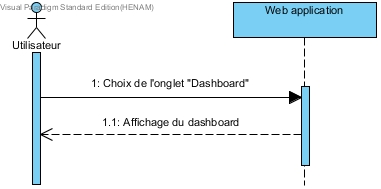 Visual Paradigm Standard Edition(HENAM)
Web application
Utilisateur
1: Choix de l'onglet "Dashboard"
1.1: Affichage du dashboard